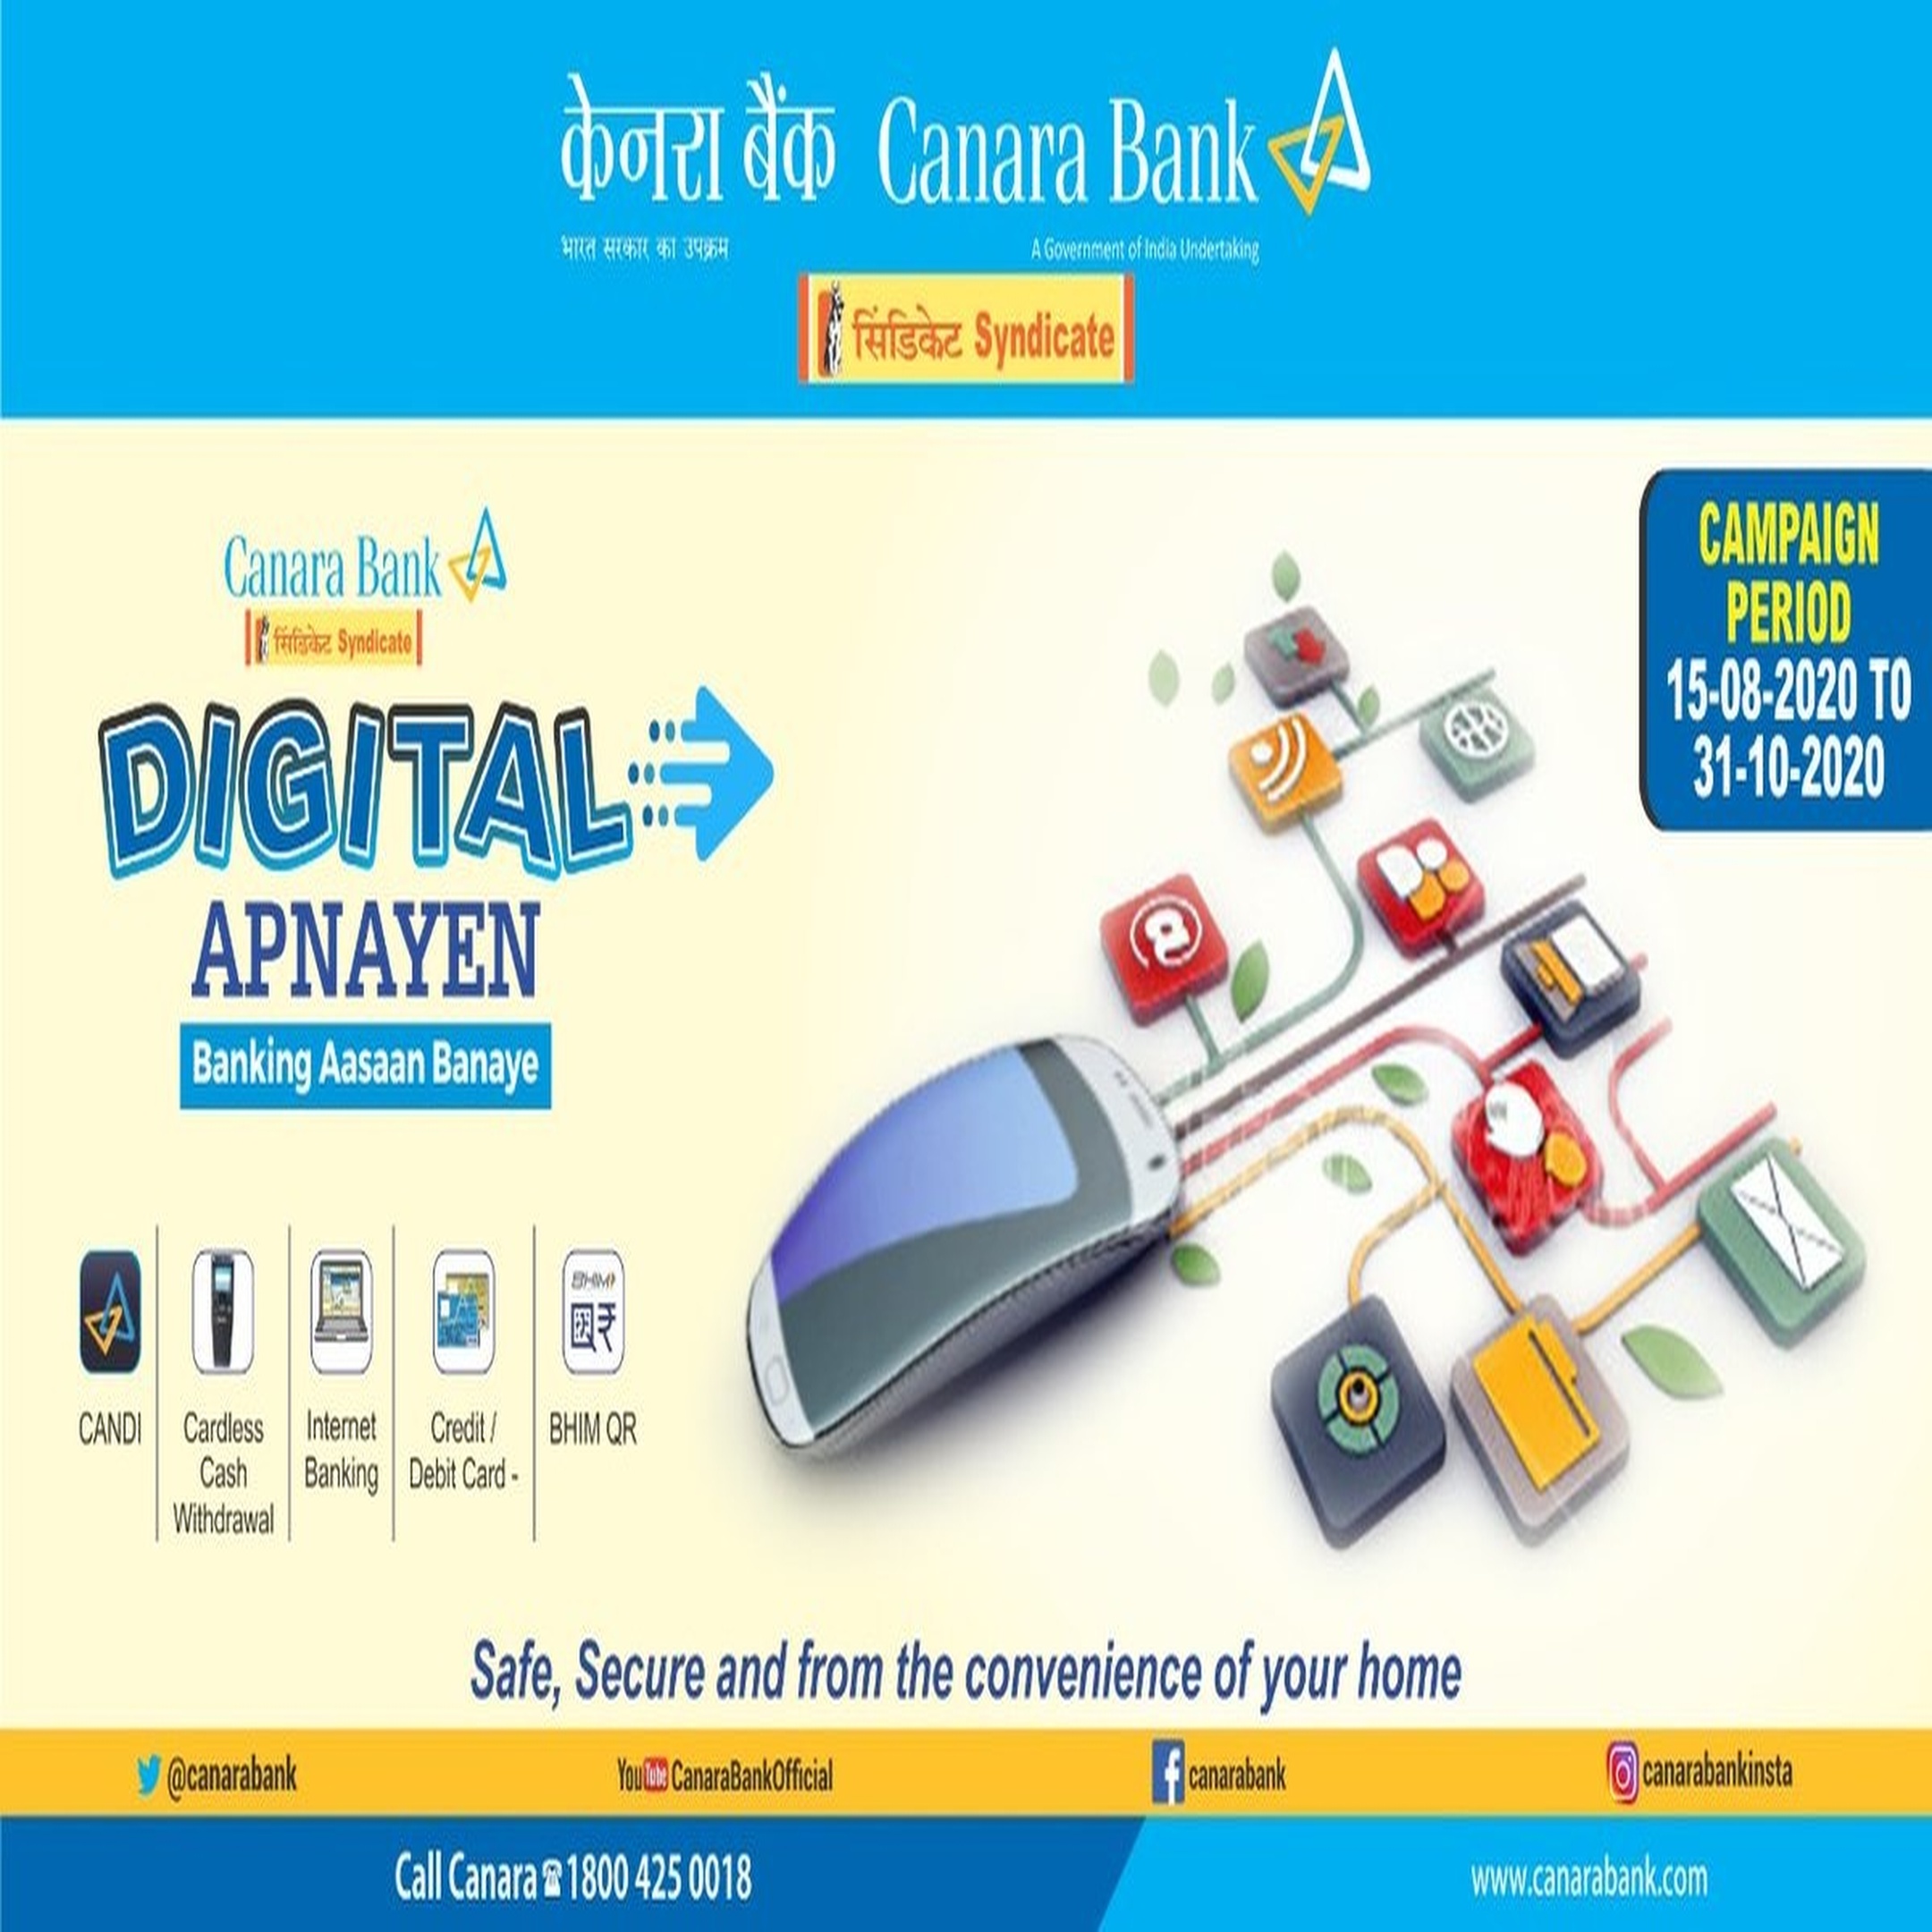 केनरा बैंक Canara Bank
भारत सरकार का उपक्रम A Government of India Undertaking
सिंडिकेट Syndicate
CAMPAIGN
PERIOD
15-08-2020 TO
31-10-2020
Canara Bank
सिंडिकेट Syndicate
DIGITAL
APNAYEN
Banking Aasaan Banaye
BHIM
CANDI
Cardless
Cash
Withdrawal
Internet
Banking
Credit /
Debit Card -
BHIM QR
Safe, Secure and from the convenience of your home
@canarabank YouTube CanaraBankOfficial canarabank canarabankinsta
Call Canara 1800 425 0018 www.canarabank.com